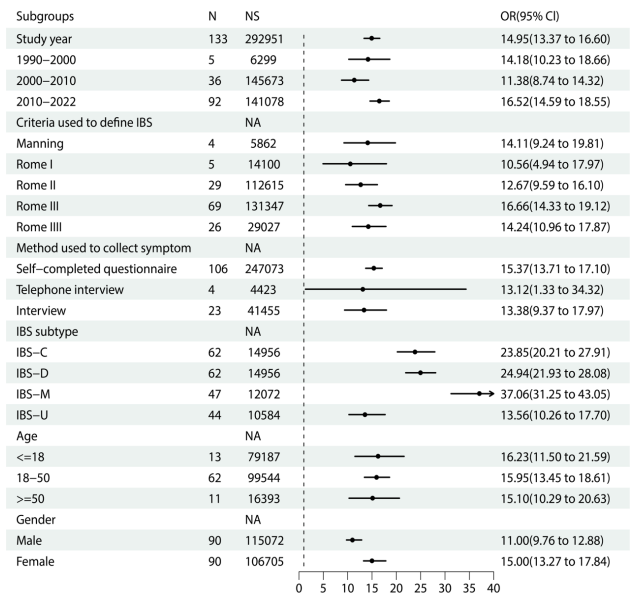 Subgroups N NS OR(95% CI)
Study year 133 292951 14.95(13.37 to 16.60)
1990−2000 5 6299 14.18(10.23 to 18.66)
2000−2010 36 145673 11.38(8.74 to 14.32)
2010−2022 92 141078 16.52(14.59 to 18.55)
Criteria used to define IBS NA
Manning 4 5862 14.11(9.24 to 19.81)
Rome I 5 14100 10.56(4.94 to 17.97)
Rome II 29 112615 12.67(9.59 to 16.10)
Rome III 69 131347 16.66(14.33 to 19.12)
Rome IIII 26 29027 14.24(10.96 to 17.87)
Method used to collect symptom NA
Self−completed questionnaire 106 247073 15.37(13.71 to 17.10)
Telephone interview 4 4423 13.12(1.33 to 34.32)
Interview 23 41455 13.38(9.37 to 17.97)
IBS subtype NA
IBS−C 62 14956 23.85(20.21 to 27.91)
IBS−D 62 14956 24.94(21.93 to 28.08)
IBS−M 47 12072 37.06(31.25 to 43.05)
IBS−U 44 10584 13.56(10.26 to 17.70)
Age NA
<=18 13 79187 16.23(11.50 to 21.59)
18−50 62 99544 15.95(13.45 to 18.61)
>=50 11 16393 15.10(10.29 to 20.63)
Gender NA
Male 90 115072 11.00(9.76 to 12.88)
Female 90 106705 15.00(13.27 to 17.84)
0 5 10 15 20 25 30 35 40